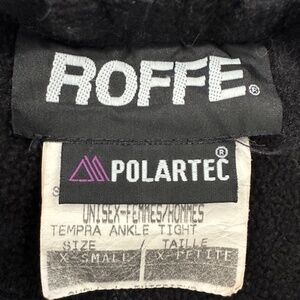 ROFFE®
POLARTEC®
UNISEX-FEMMES/HOMMES
TEMPRA ANKLE TIGHT
SIZE TAILLE
X-SMALL X-PETITE